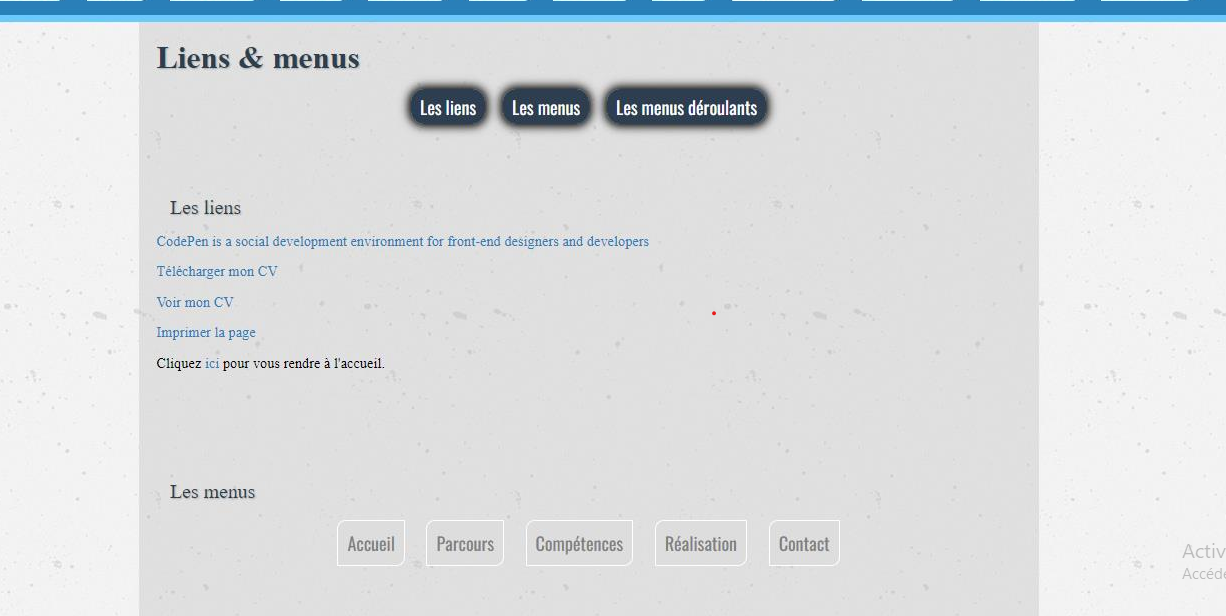 Liens & menus
Les liens Les menus Les menus déroulants
Les liens
CodePen is a social development environment for front-end designers and developers
Télécharger mon CV
Voir mon CV
Imprimer la page
Cliquez ici pour vous rendre à l'accueil.
Les menus
Accueil Parcours Compétences Réalisation Contact
Activ
Accéde